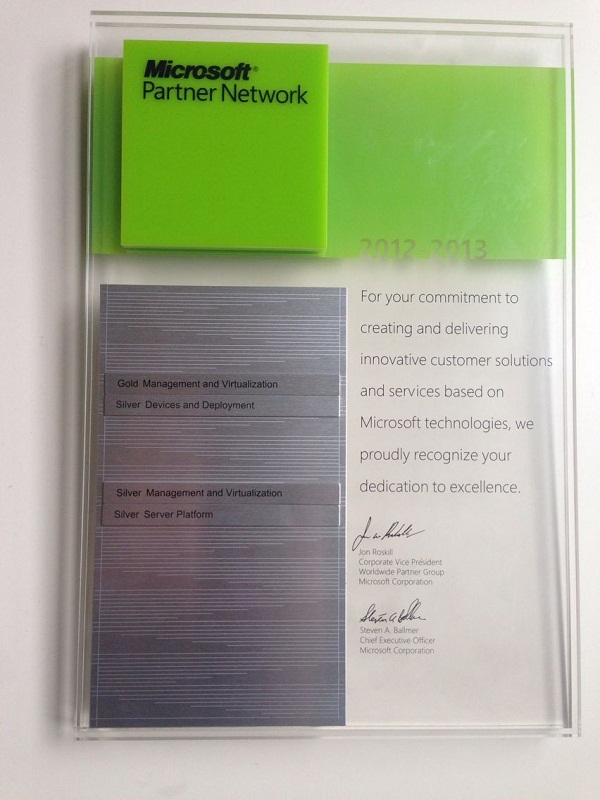 Microsoft®
Partner Network
2012-2013
For your commitment to
creating and delivering
innovative customer solutions
and services based on
Microsoft technologies, we
proudly recognize your
dedication to excellence.
Gold Management and Virtualization
Silver Devices and Deployment
Silver Management and Virtualization
Silver Server Platform
Jon Roskill
Corporate Vice President
Worldwide Partner Group
Microsoft Corporation
Steven A. Ballmer
Steven A. Ballmer
Chief Executive Officer
Microsoft Corporation